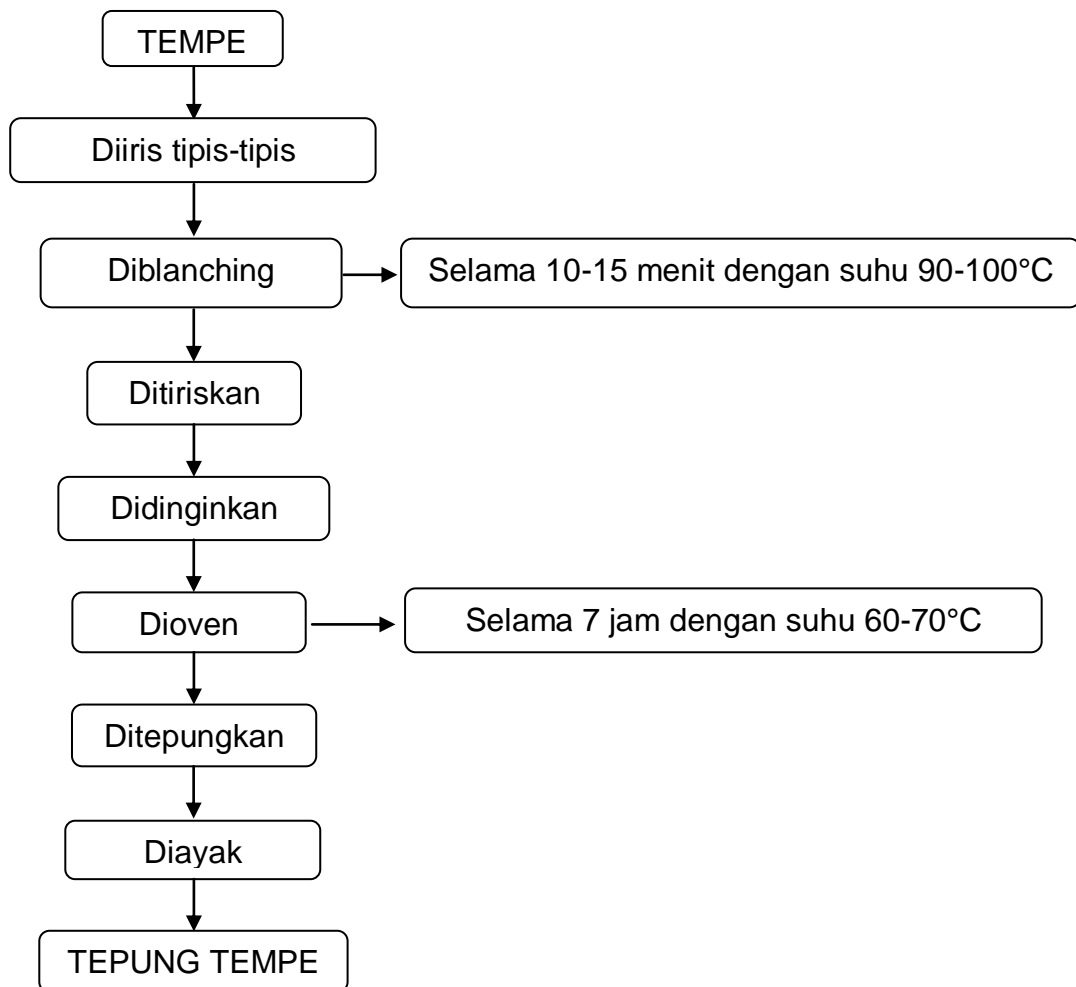 TEMPE
Diiris tipis-tipis
Diblanching
Selama 10-15 menit dengan suhu 90-100°C
Ditiriskan
Didinginkan
Dioven
Selama 7 jam dengan suhu 60-70°C
Ditepungkan
Diayak
TEPUNG TEMPE